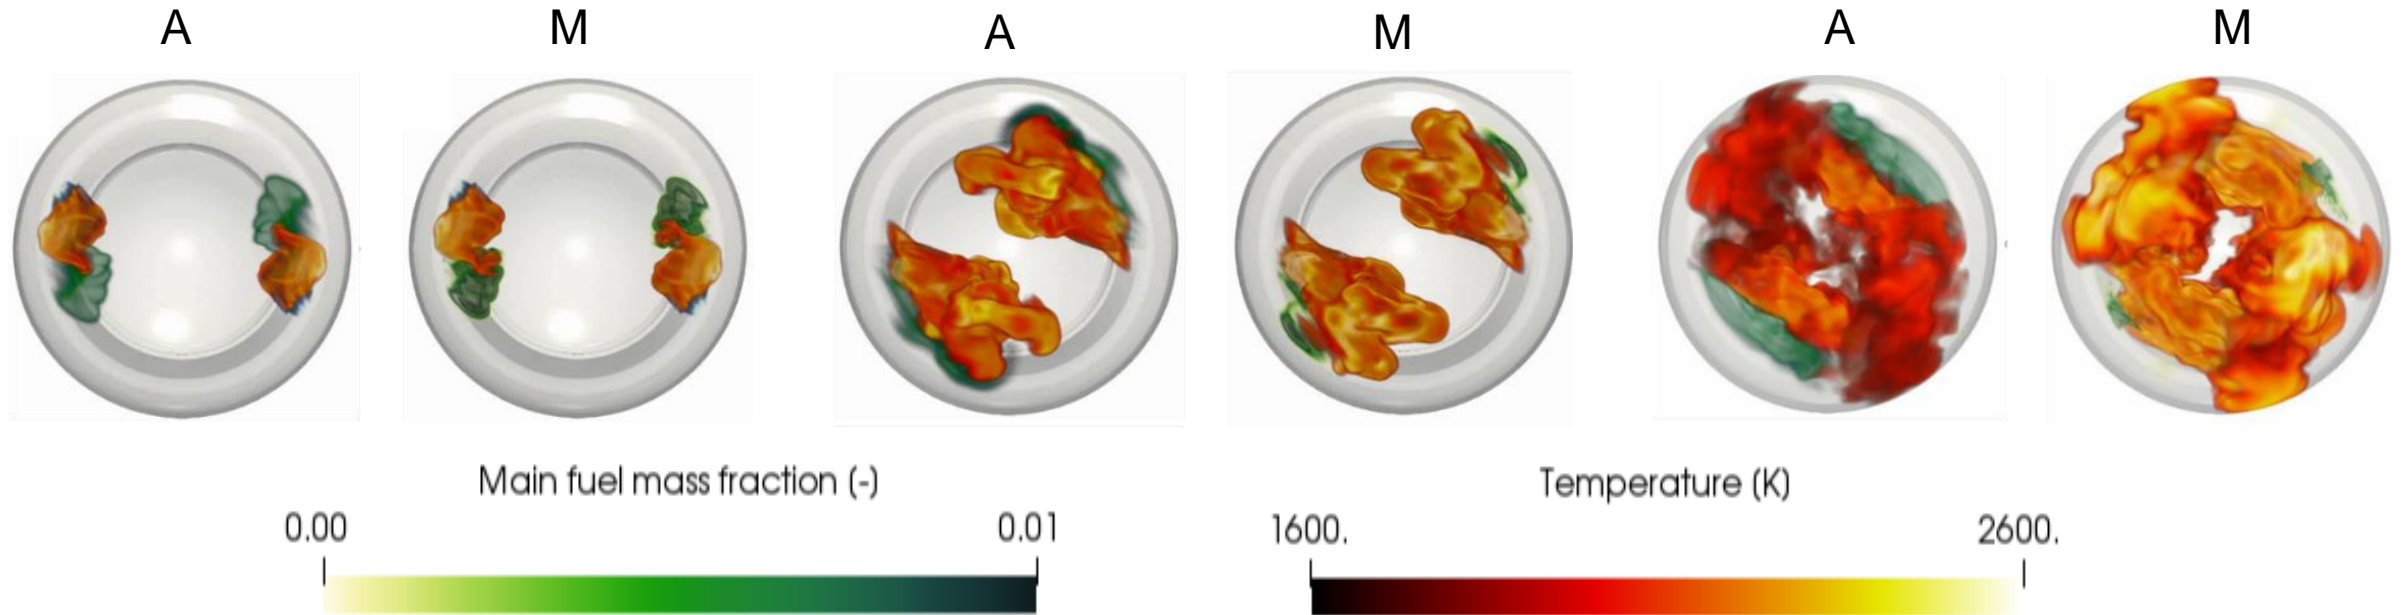 A M A M A M
Main fuel mass fraction (-)
0.00 0.01
Temperature (K)
1600. 2600.